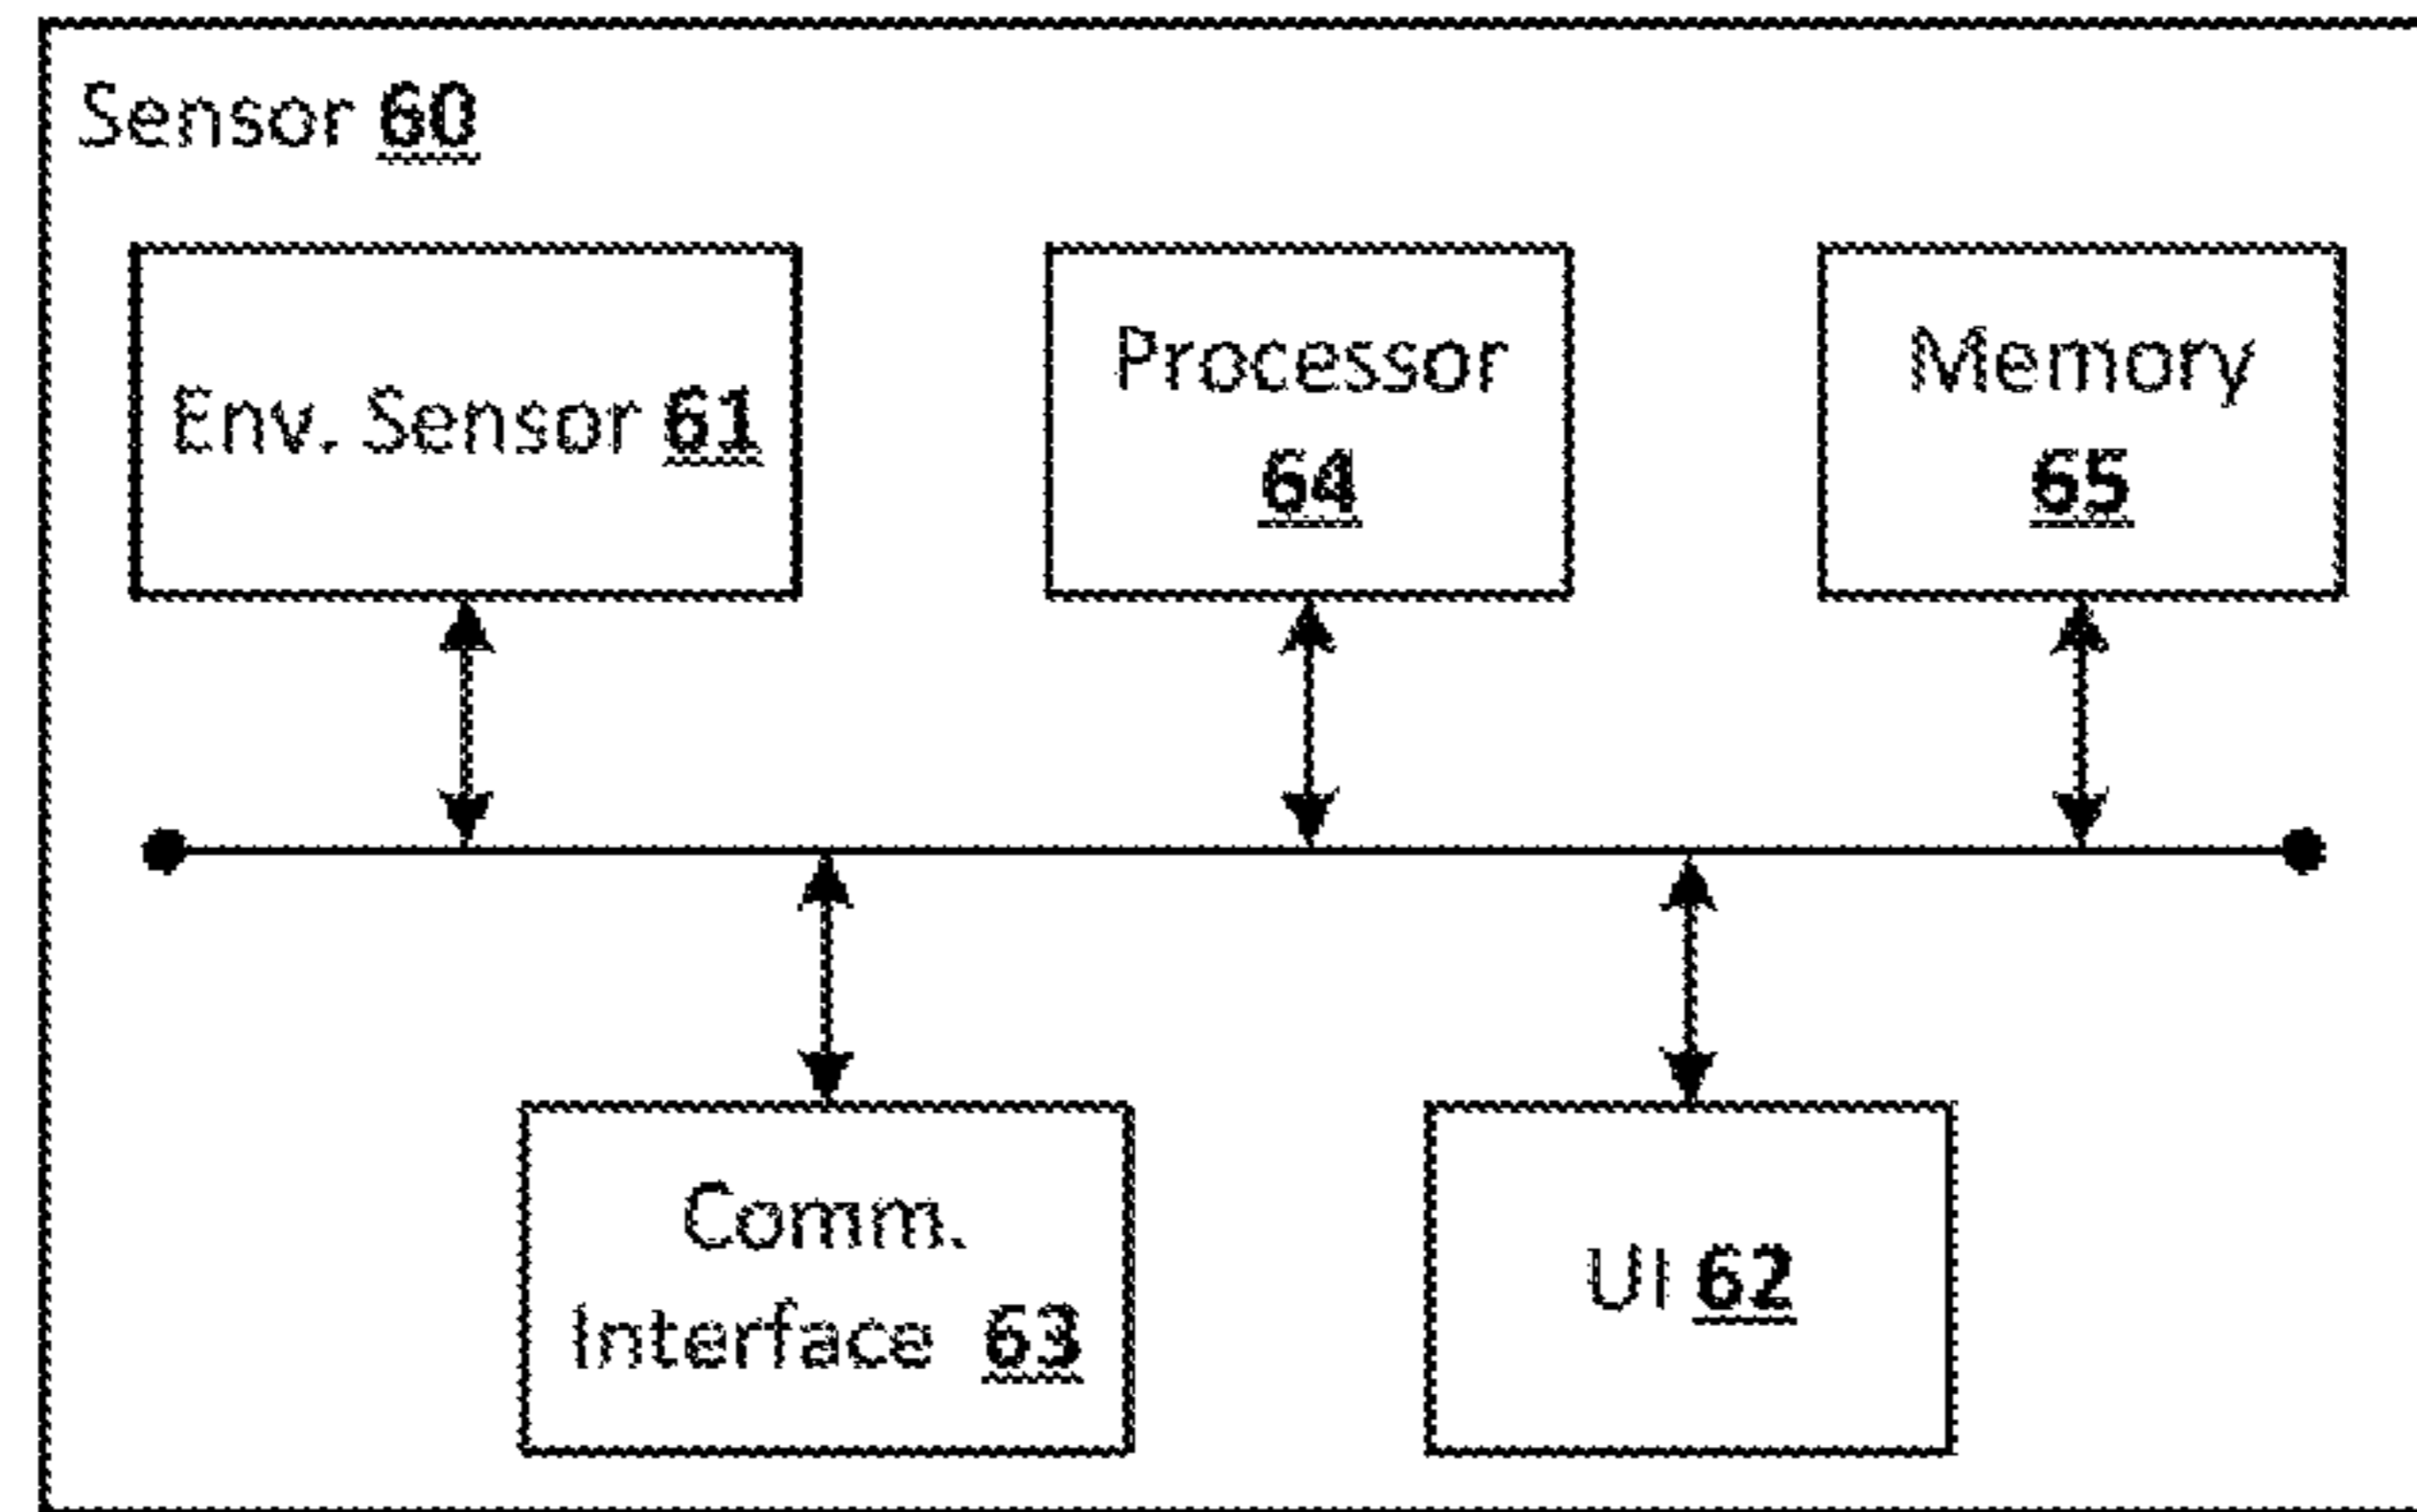 Sensor 60
Env. Sensor 61
Processor
64
Memory
65
Comm.
Interface 63
UI 62